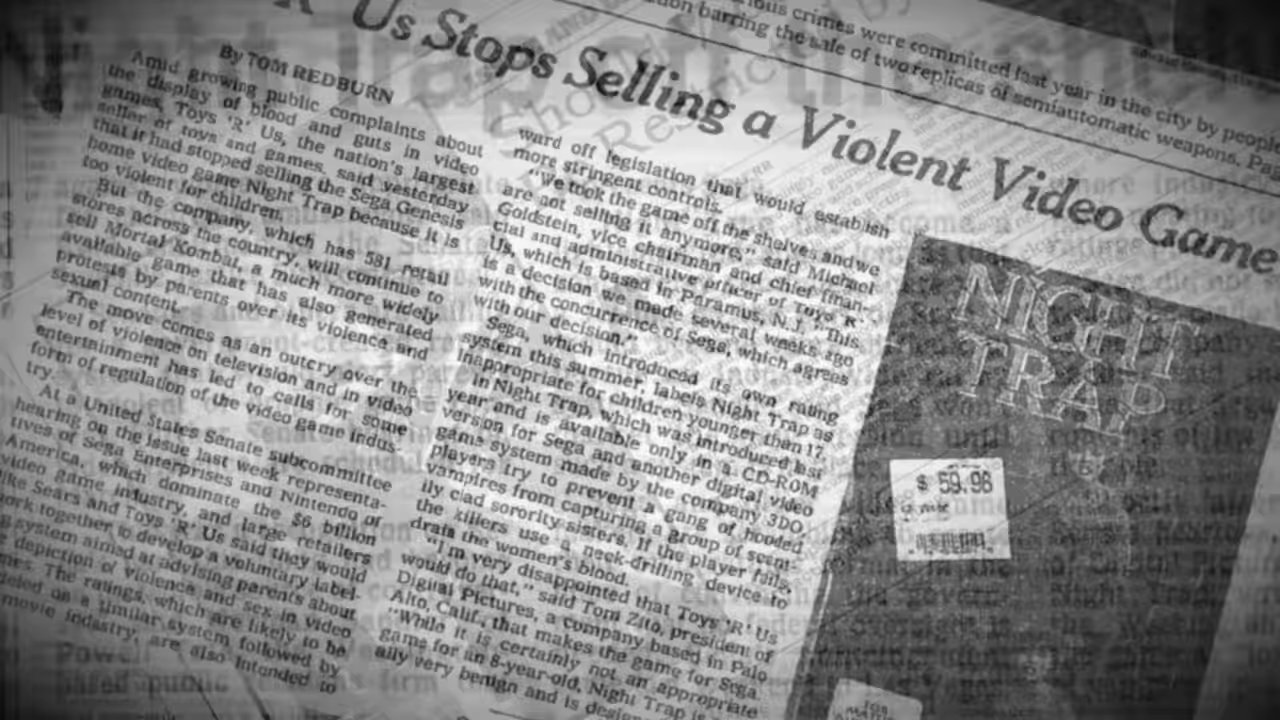 'R' Us Stops Selling a Violent Video Game
By TOM REDBURN
Amid growing public complaints about
the display of blood and guts in video
games, Toys 'R' Us, the nation's largest
seller of toys and games, said yesterday
that it had stopped selling the Sega Genesis
home video game Night Trap because it is
too violent for children.
But the company, which has 581 retail
stores across the country, will continue to
sell Mortal Kombat, a much more widely
available game that has also generated
protests by parents over its violence and
sexual content.
The move comes as an outcry over the
level of violence on television and in video
entertainment has led to calls for some
form of regulation of the video game indus-
try.
At a United States Senate subcommittee
hearing on the issue last week representa-
tives of Sega Enterprises and Nintendo of
America, which dominate the $6 billion
video game industry, and large retailers
like Sears and Toys 'R' Us said they would
work together to develop a voluntary label-
g system aimed at advising parents about
depiction of violence and sex in video
The ratings, which are likely to be
on a similar system followed by
movie industry, are also intended to
ward off legislation that would establish
more stringent controls.
"We took the game off the shelves and we
are not selling it anymore," said Michael
Goldstein, vice chairman and chief finan-
cial and administrative officer of Toys 'R'
Us, which is based in Paramus, N.J. "This
is a decision we made several weeks ago
with the concurrence of Sega, which agrees
with our decision."
Sega, which introduced its own rating
system this summer, labels Night Trap as
inappropriate for children younger than 17.
In Night Trap, which was introduced last
year and is available only in a CD-ROM
version for Sega and another digital video
game system made by the company 3DO,
players try to prevent a gang of hooded
vampires from capturing a group of scant-
ily clad sorority sisters. If the player fails,
the killers use a neck-drilling device to
drain the women's blood.
"I'm very disappointed that Toys 'R' Us
would do that," said Tom Zito, president of
Digital Pictures, a company based in Palo
Alto, Calif., that makes the game for Sega.
"While it is certainly not an appropriate
game for an 8-year-old, Night Trap is
ally very benign and is
crimes were committed last year in the city by people
barring the sale of two replicas of semiautomatic weapons.
NIGHT
TRAP
$ 59.96